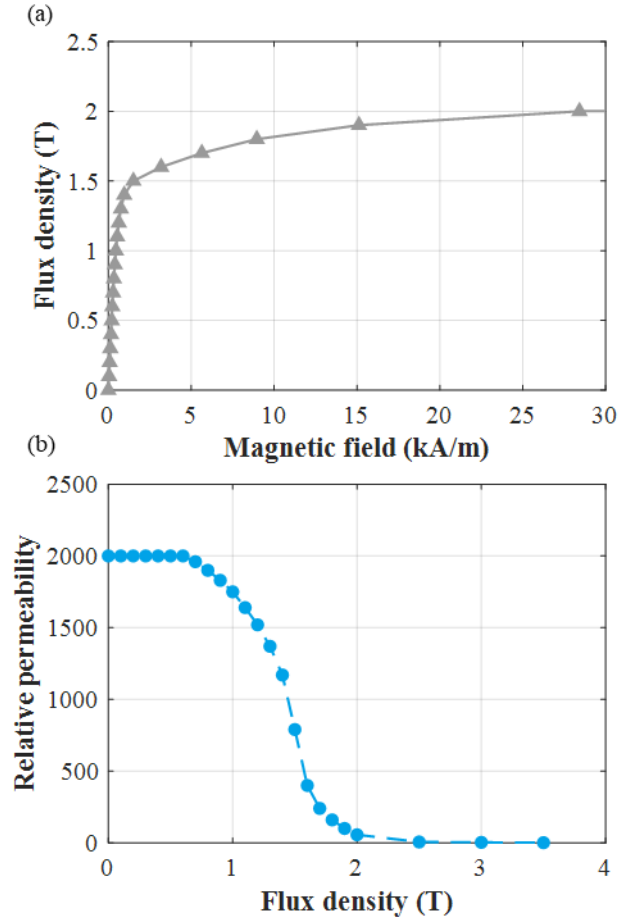 (a)
2.5
2
1.5
1
0.5
0
Flux density (T)
0 5 10 15 20 25 30
Magnetic field (kA/m)
(b)
2500
2000
1500
1000
500
0
Relative permeability
0 1 2 3 4
Flux density (T)